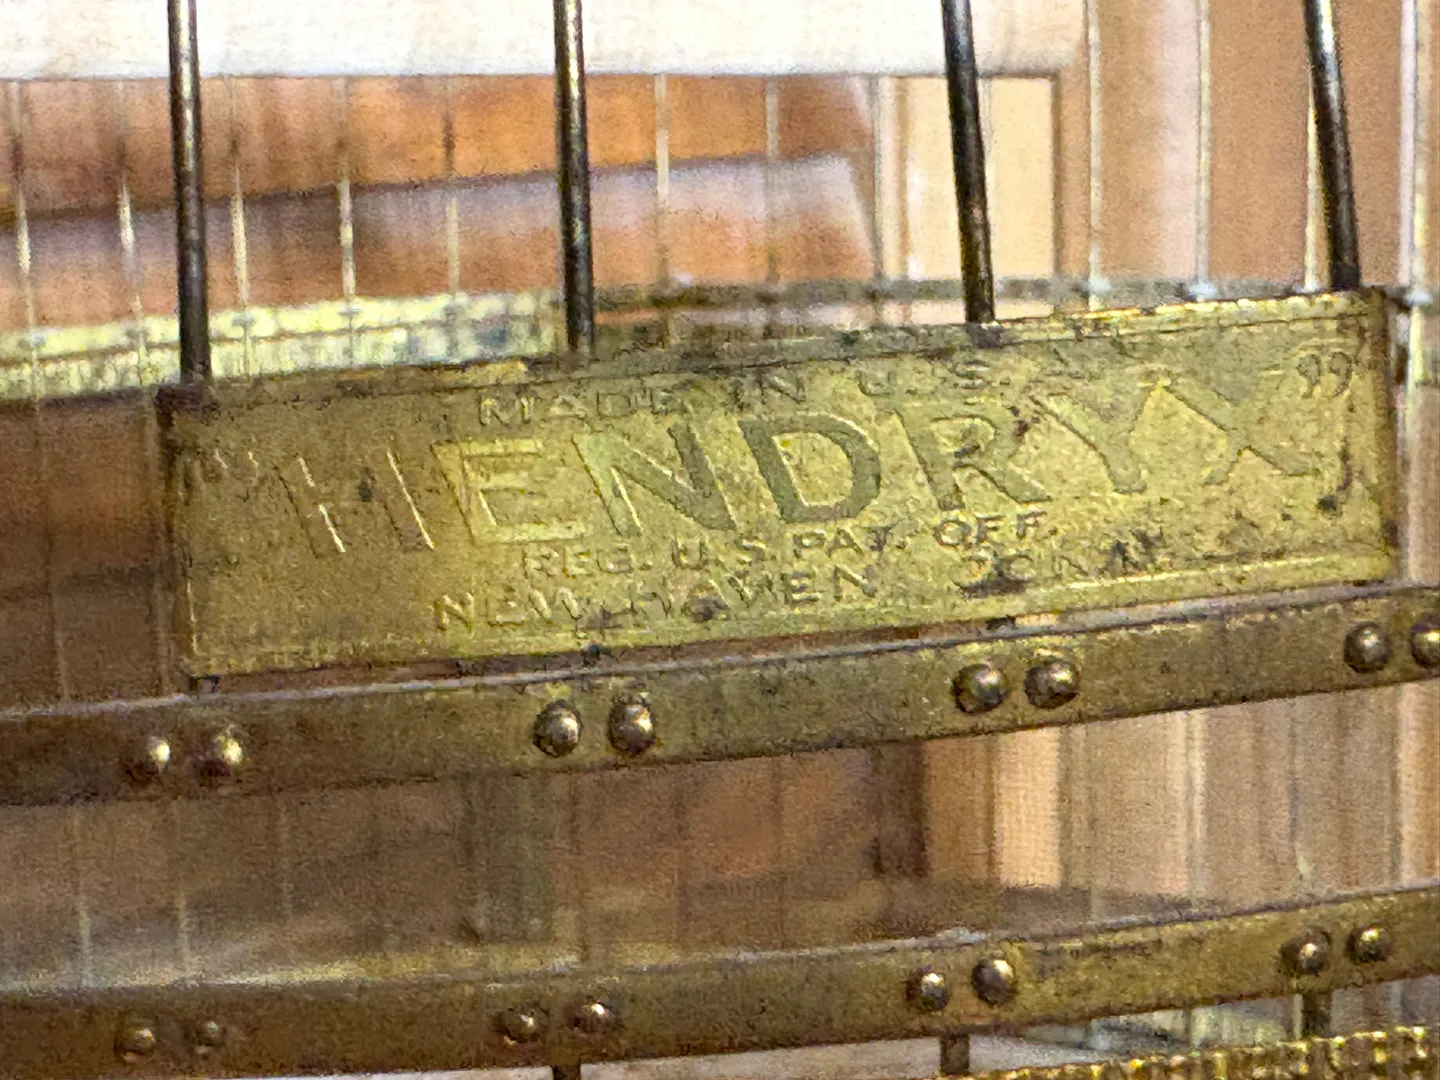 MADE IN U.S.A.
"HENDRYX"
REG. U.S. PAT. OFF.
NEW HAVEN CONN.